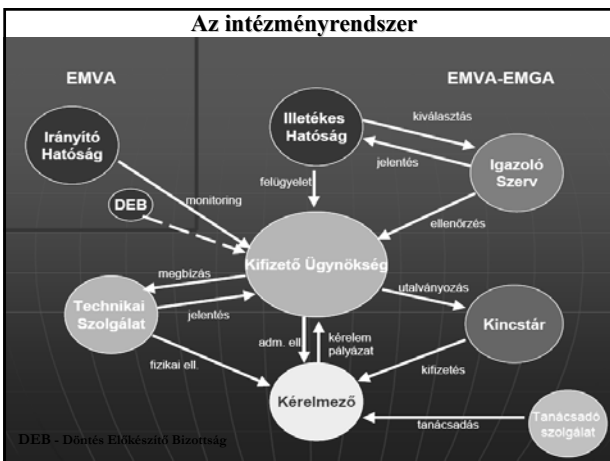 Az intézményrendszer
EMVA
EMVA-EMGA
Irányító
Hatóság
Illetékes
Hatóság
kiválasztás
jelentés
Igazoló
Szerv
felügyelet
DEB
monitoring
ellenőrzés
Kifizető Ügynökség
megbízás
utalványozás
Technikai
Szolgálat
jelentés
Kincstár
adm. ell
kérelem
pályázat
fizikai ell.
kifizetés
Kérelmező
tanácsadás
Tanácsadó
szolgálat
DEB - Döntés Előkészítő Bizottság